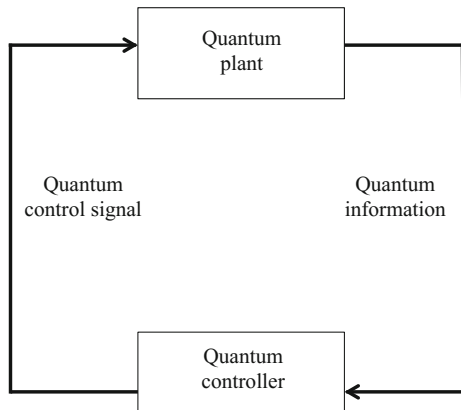 Quantum
plant
Quantum
control signal
Quantum
information
Quantum
controller